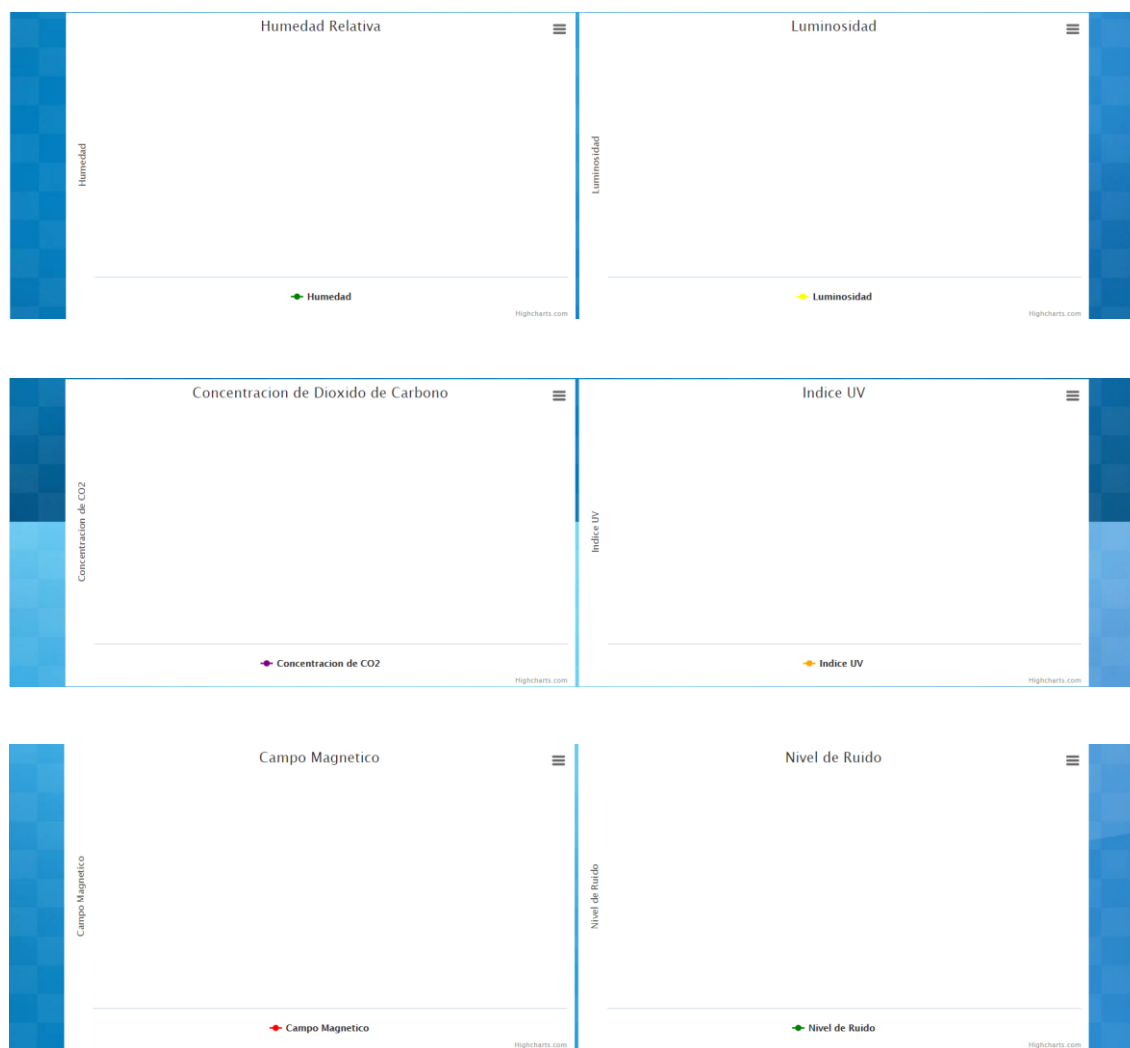 Humedad Relativa
Humedad
Humedad
Highcharts.com
Luminosidad
Luminosidad
Luminosidad
Highcharts.com
Concentracion de Dioxido de Carbono
Concentracion de CO2
Concentracion de CO2
Highcharts.com
Indice UV
Indice UV
Indice UV
Highcharts.com
Campo Magnetico
Campo Magnetico
Campo Magnetico
Highcharts.com
Nivel de Ruido
Nivel de Ruido
Nivel de Ruido
Highcharts.com